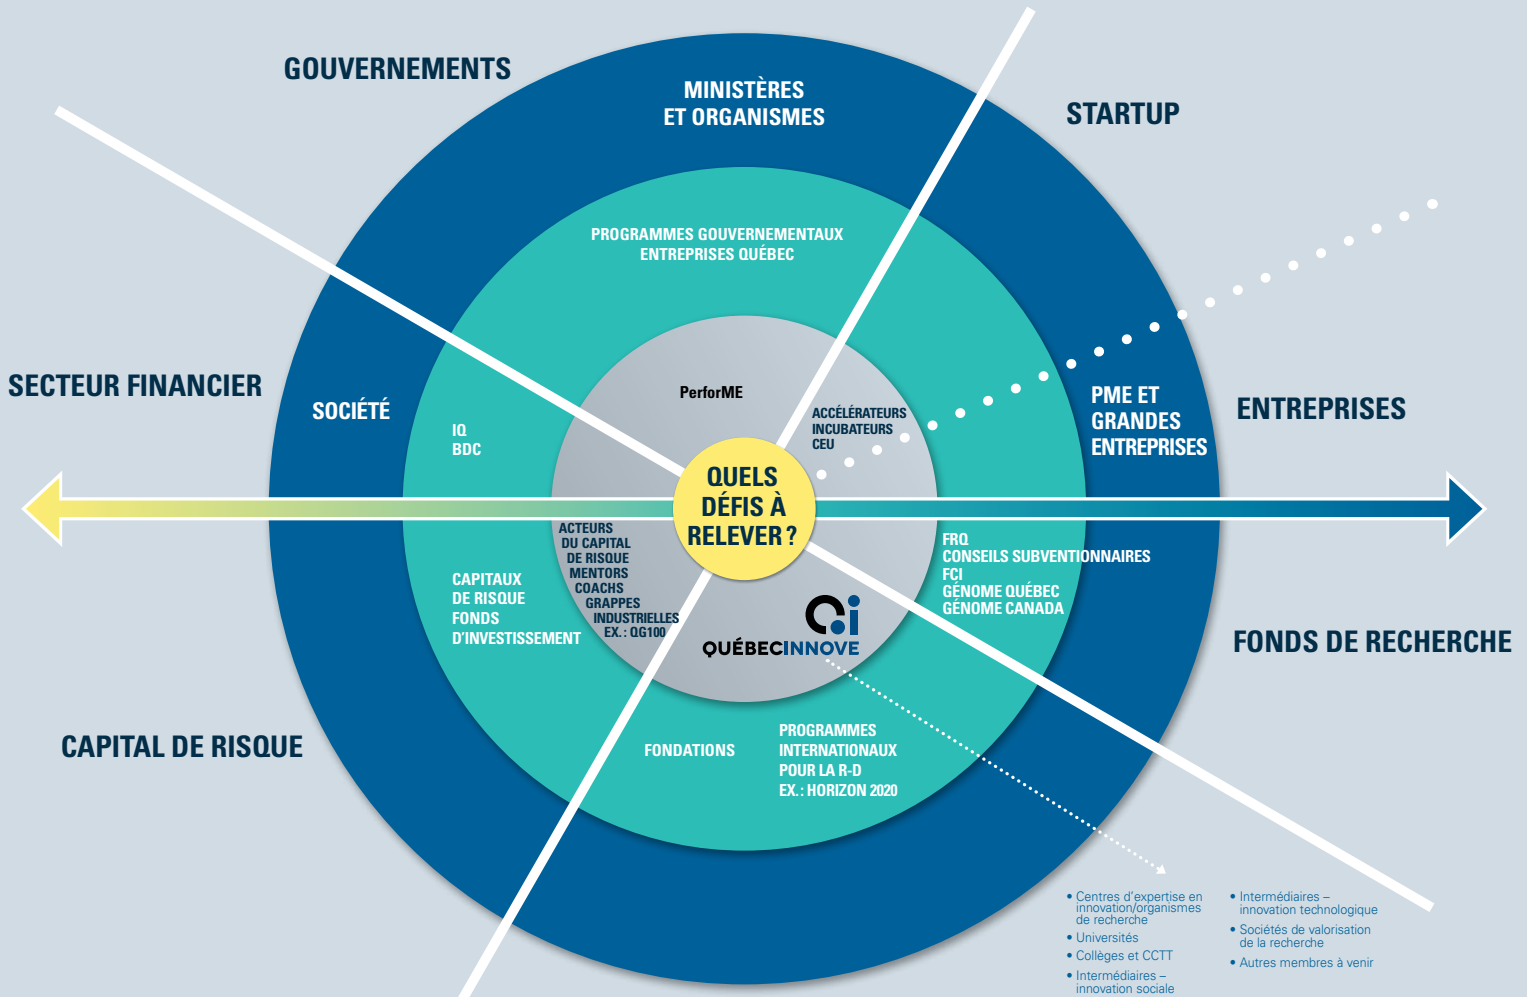 GOUVERNEMENTS
MINISTÈRES
ET ORGANISMES
STARTUP
PROGRAMMES GOUVERNEMENTAUX
ENTREPRISES QUÉBEC
SECTEUR FINANCIER
SOCIÉTÉ
IQ
BDC
PerforME
ACCÉLÉRATEURS
INCUBATEURS
CEU
PME ET
GRANDES
ENTREPRISES
ENTREPRISES
QUELS
DÉFIS À
RELEVER ?
ACTEURS
DU CAPITAL
DE RISQUE
MENTORS
COACHS
GRAPPES
INDUSTRIELLES
EX. : QG100
CAPITAUX
DE RISQUE
FONDS
D'INVESTISSEMENT
FRQ
CONSEILS SUBVENTIONNAIRES
FCI
GÉNOME QUÉBEC
GÉNOME CANADA
Qi
QUÉBECINNOVE
FONDS DE RECHERCHE
CAPITAL DE RISQUE
FONDATIONS
PROGRAMMES
INTERNATIONAUX
POUR LA R-D
EX. : HORIZON 2020
• Centres d'expertise en
innovation/organismes
de recherche
• Universités
• Collèges et CCTT
• Intermédiaires –
innovation sociale
• Intermédiaires –
innovation technologique
• Sociétés de valorisation
de la recherche
• Autres membres à venir